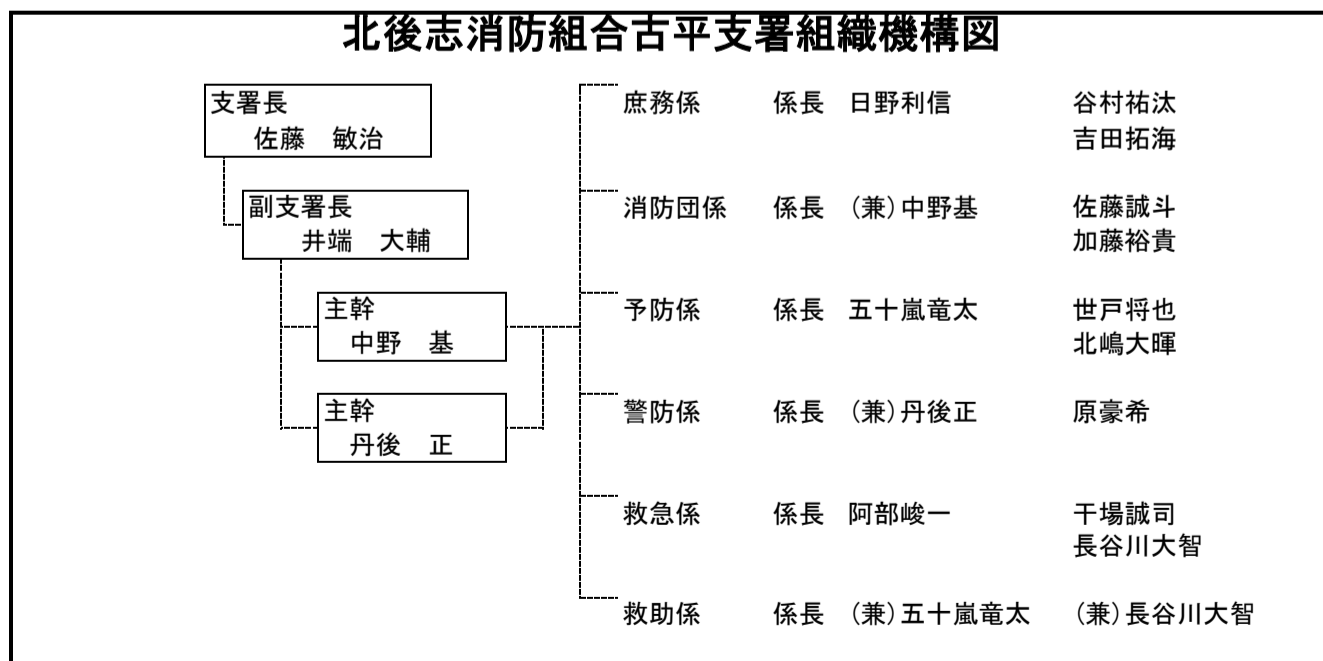 北後志消防組合古平支署組織機構図
支署長
佐藤　敏治
副支署長
井端　大輔
主幹
中野　基
主幹
丹後　正
庶務係　係長　日野利信　谷村祐汰
吉田拓海
消防団係　係長　（兼）中野基　佐藤誠斗
加藤裕貴
予防係　係長　五十嵐竜太　世戸将也
北嶋大暉
警防係　係長　（兼）丹後正　原豪希
救急係　係長　阿部峻一　干場誠司
長谷川大智
救助係　係長　（兼）五十嵐竜太　（兼）長谷川大智